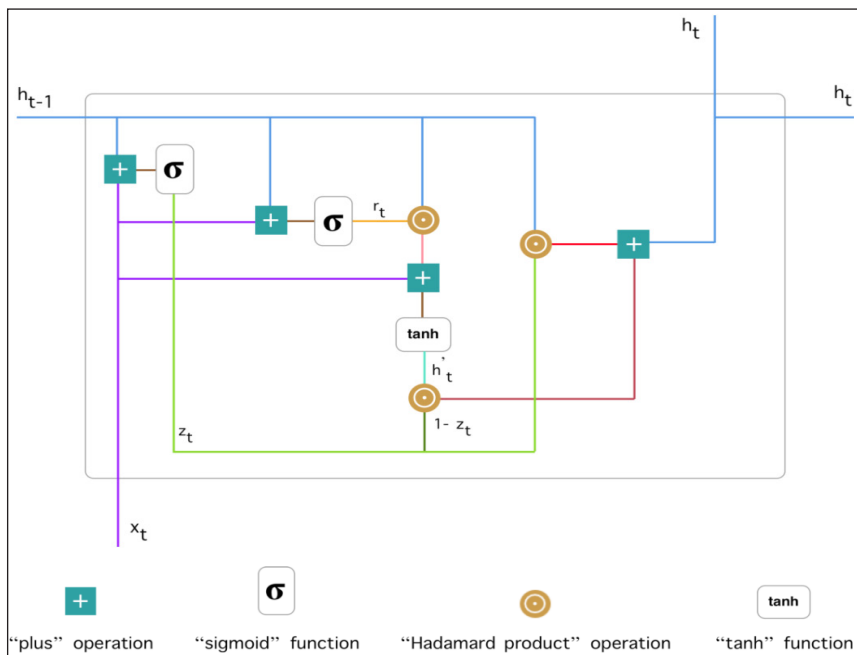 h_t
h_{t-1}
h_t
σ
+
+
σ
r_t
⊙
⊙
+
+
tanh
h'_t
⊙
1- z_t
z_t
x_t
+
σ
⊙
tanh
“plus” operation
“sigmoid” function
“Hadamard product” operation
“tanh” function